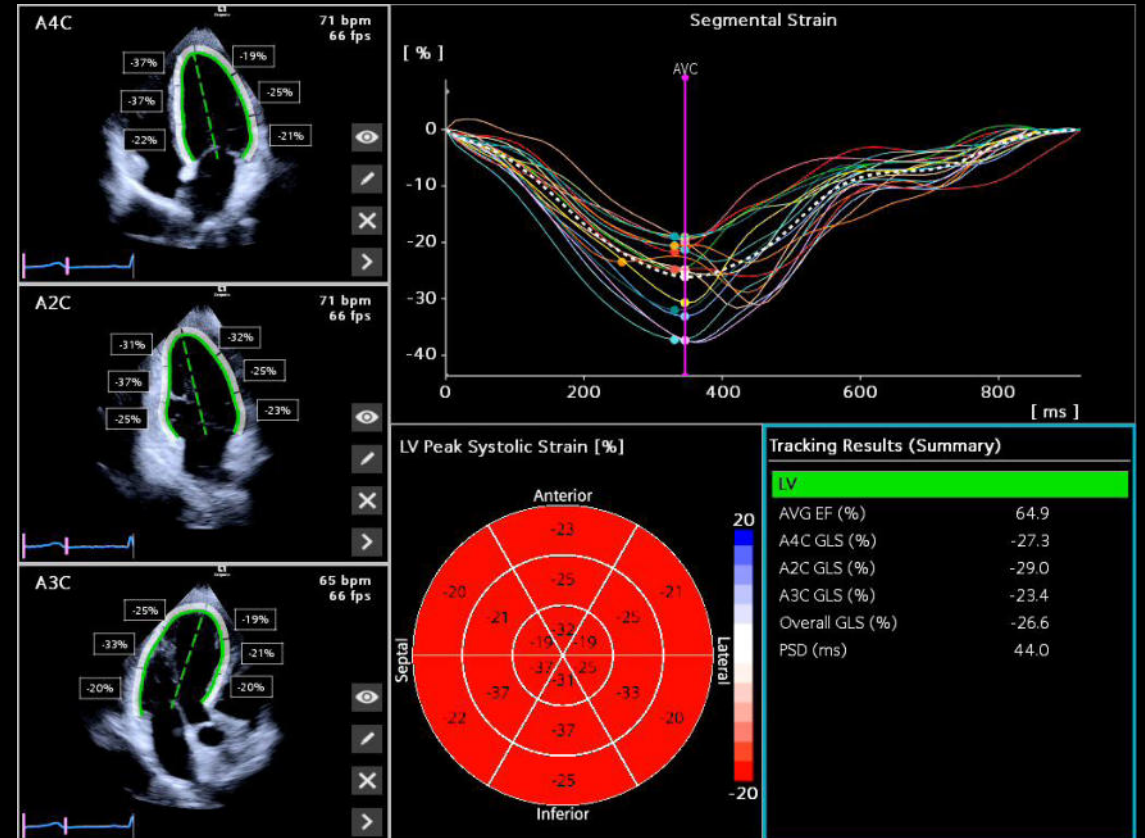 A4C
71 bpm
66 fps
-37%
-19%
-37%
-25%
-22%
-21%
A2C
71 bpm
66 fps
-31%
-32%
-37%
-25%
-25%
-23%
A3C
65 bpm
66 fps
-25%
-19%
-33%
-21%
-20%
-20%
Segmental Strain
[ % ]
AVC
0
-10
-20
-30
-40
0 200 400 600 800
[ ms ]
LV Peak Systolic Strain [%]
Anterior
Septal
Lateral
Inferior
-23
-20
-25
-21
-21
-25
-32
-19
-19
-37
-25
-31
-37
-33
-22
-20
-37
-25
20
-20
Tracking Results (Summary)
LV
AVG EF (%) 64.9
A4C GLS (%) -27.3
A2C GLS (%) -29.0
A3C GLS (%) -23.4
Overall GLS (%) -26.6
PSD (ms) 44.0